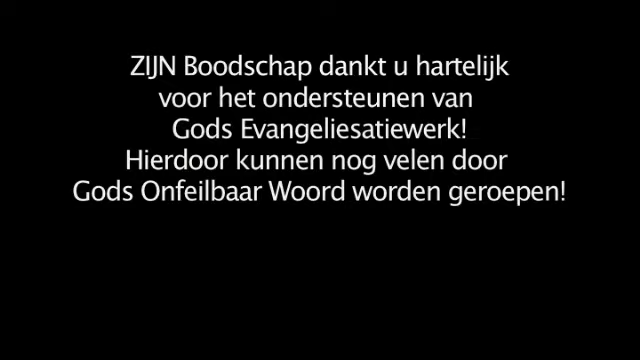 ZIJN Boodschap dankt u hartelijk
voor het ondersteunen van
Gods Evangeliesatiewerk!
Hierdoor kunnen nog velen door
Gods Onfeilbaar Woord worden geroepen!